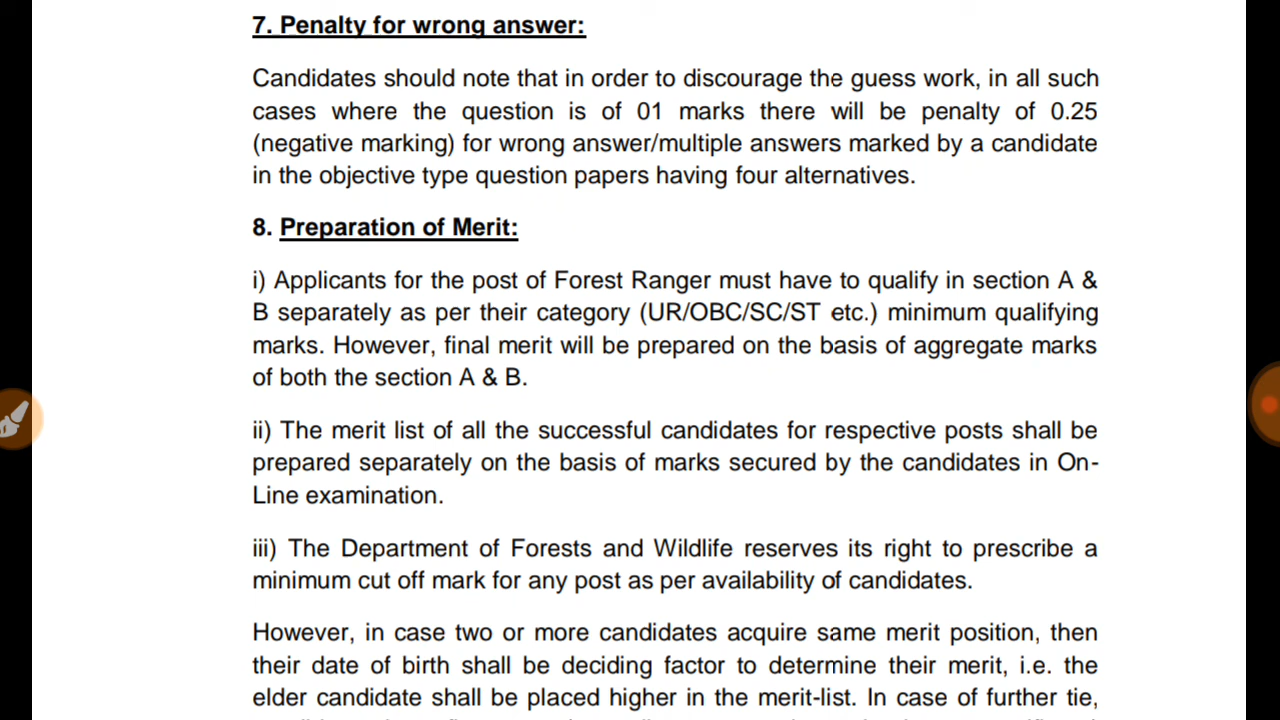 7. Penalty for wrong answer:
Candidates should note that in order to discourage the guess work, in all such
cases where the question is of 01 marks there will be penalty of 0.25
(negative marking) for wrong answer/multiple answers marked by a candidate
in the objective type question papers having four alternatives.
8. Preparation of Merit:
i) Applicants for the post of Forest Ranger must have to qualify in section A &
B separately as per their category (UR/OBC/SC/ST etc.) minimum qualifying
marks. However, final merit will be prepared on the basis of aggregate marks
of both the section A & B.
ii) The merit list of all the successful candidates for respective posts shall be
prepared separately on the basis of marks secured by the candidates in On-
Line examination.
iii) The Department of Forests and Wildlife reserves its right to prescribe a
minimum cut off mark for any post as per availability of candidates.
However, in case two or more candidates acquire same merit position, then
their date of birth shall be deciding factor to determine their merit, i.e. the
elder candidate shall be placed higher in the merit-list. In case of further tie,